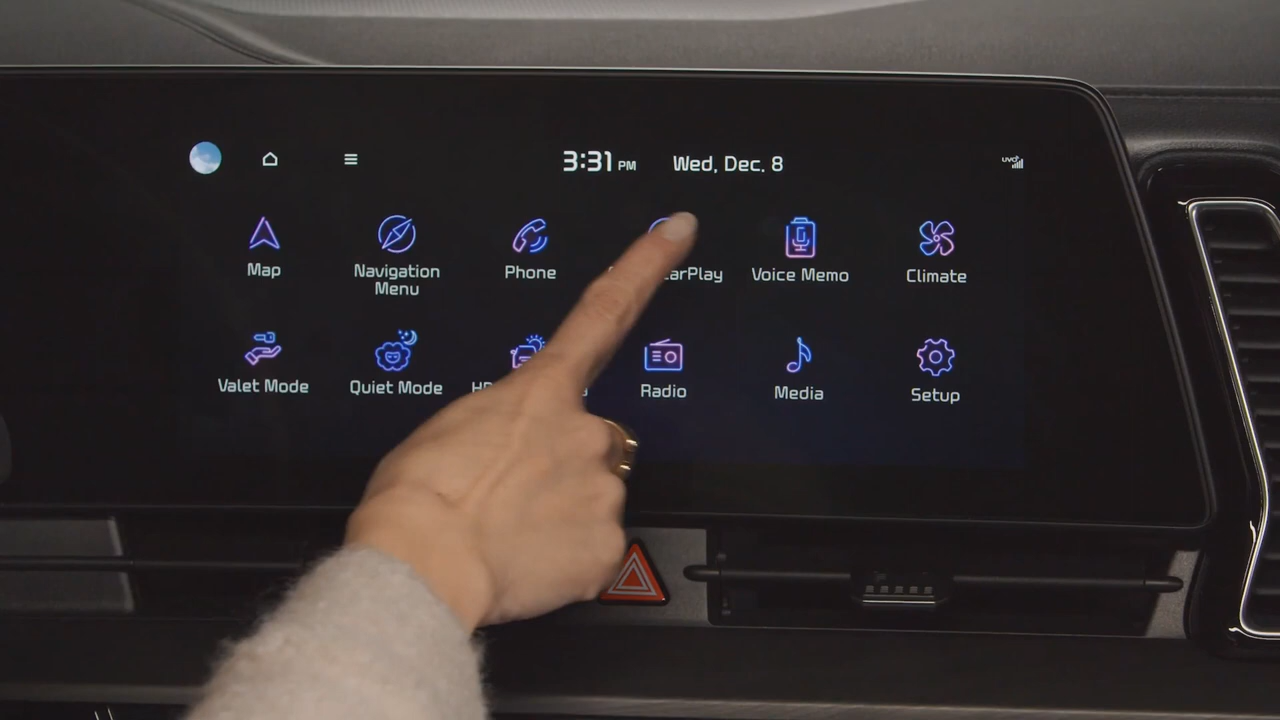 3:31 PM Wed, Dec. 8
UVO
Map
Navigation
Menu
Phone
CarPlay
Voice Memo
Climate
Valet Mode
Quiet Mode
Radio
Media
Setup